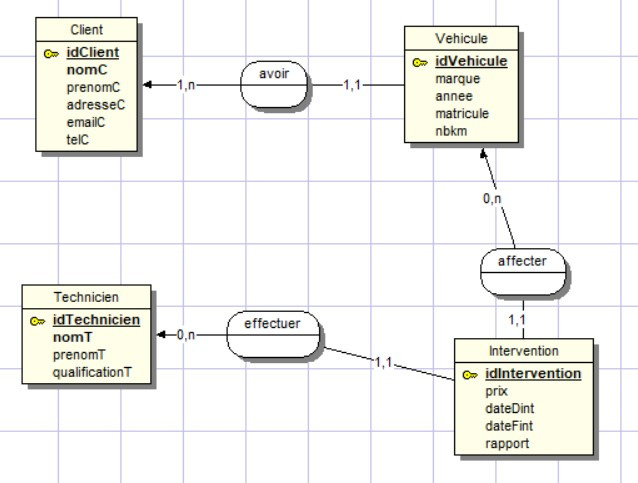 Client
idClient
nomC
prenomC
adresseC
emailC
telC
1,n
avoir
1,1
Vehicule
idVehicule
marque
annee
matricule
nbkm
0,n
affecter
1,1
Technicien
idTechnicien
nomT
prenomT
qualificationT
0,n
effectuer
1,1
Intervention
idIntervention
prix
dateDint
dateFint
rapport